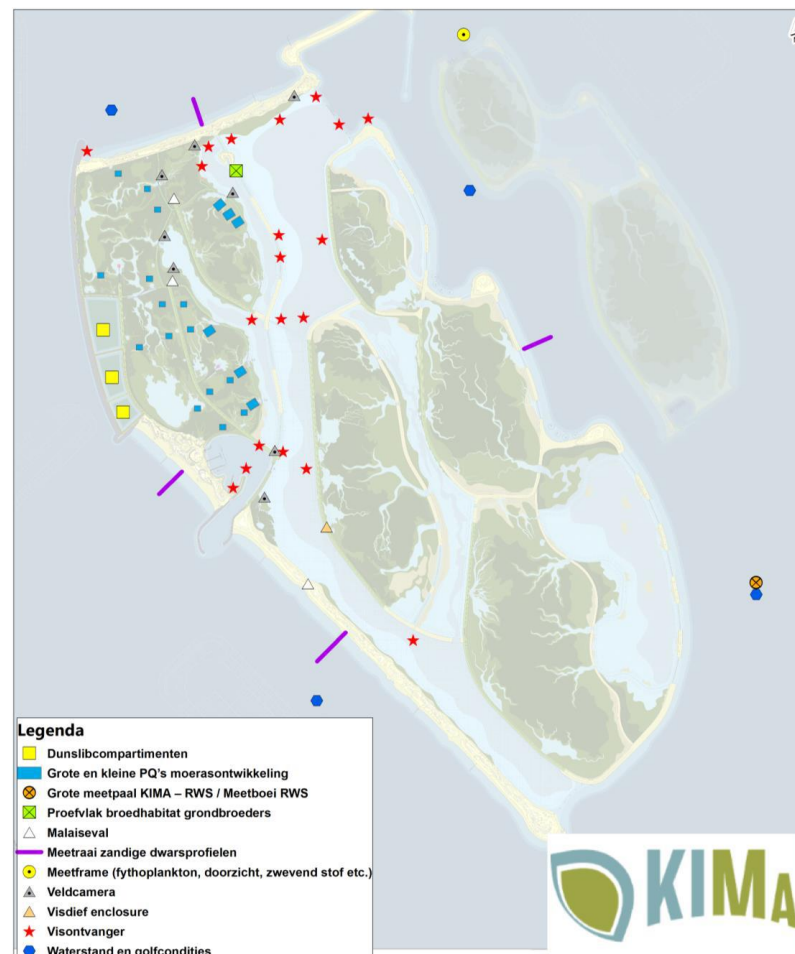 Legenda
Dunslibcompartimenten
Grote en kleine PQ's moerasontwikkeling
Grote meetpaal KIMA – RWS / Meetboei RWS
Proefvlak broedhabitat grondbroeders
Malaiseval
Meetraai zandige dwarsprofielen
Meetframe (fythoplankton, doorzicht, zwevend stof etc.)
Veldcamera
Visdief enclosure
Visontvanger
Waterstand en golfcondities
KIMA